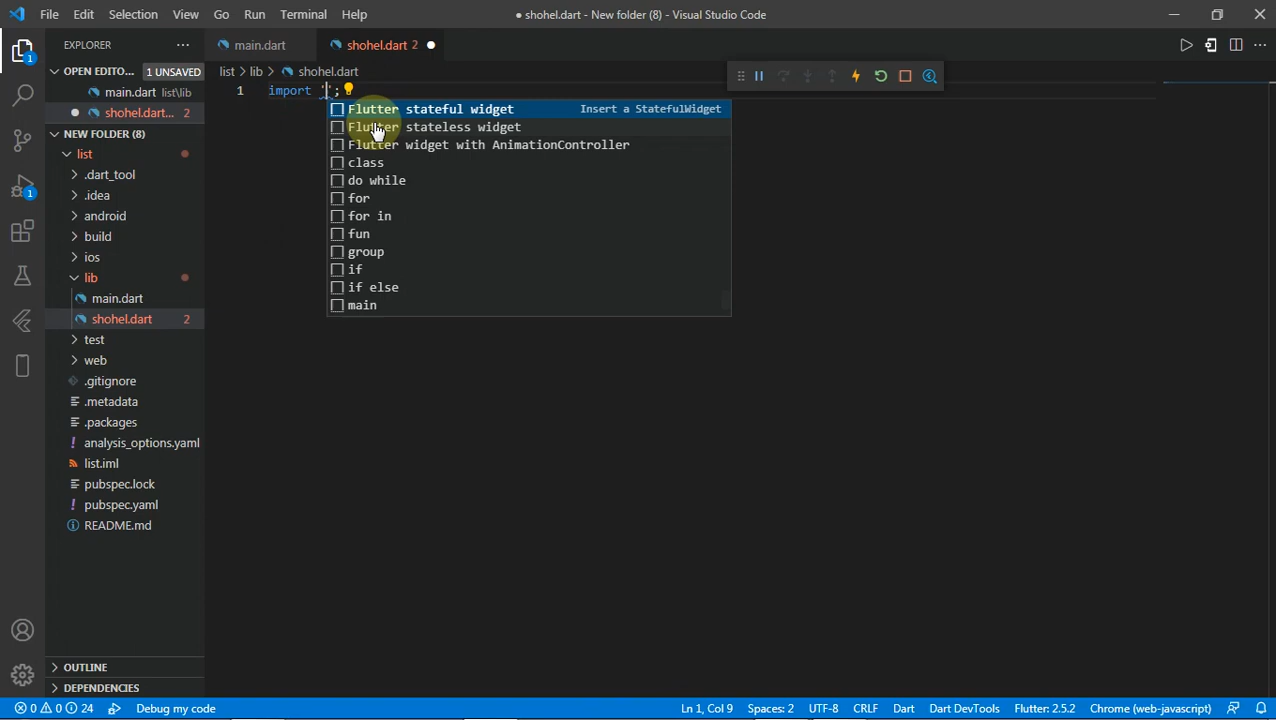 File Edit Selection View Go Run Terminal Help
● shohel.dart - New folder (8) - Visual Studio Code
EXPLORER
main.dart
shohel.dart 2
OPEN EDITO...
1 UNSAVED
main.dart list\lib
shohel.dart... 2
NEW FOLDER (8)
list
.dart_tool
.idea
android
build
ios
lib
main.dart
shohel.dart 2
test
web
.gitignore
.metadata
.packages
analysis_options.yaml
list.iml
pubspec.lock
pubspec.yaml
README.md
OUTLINE
DEPENDENCIES
1
1
list > lib > shohel.dart
1 import '';
Flutter stateful widget Insert a StatefulWidget
Flutter stateless widget
Flutter widget with AnimationController
class
do while
for
for in
fun
group
if
if else
main
0 0 24 Debug my code
Ln 1, Col 9 Spaces: 2 UTF-8 CRLF Dart Dart DevTools Flutter: 2.5.2 Chrome (web-javascript)